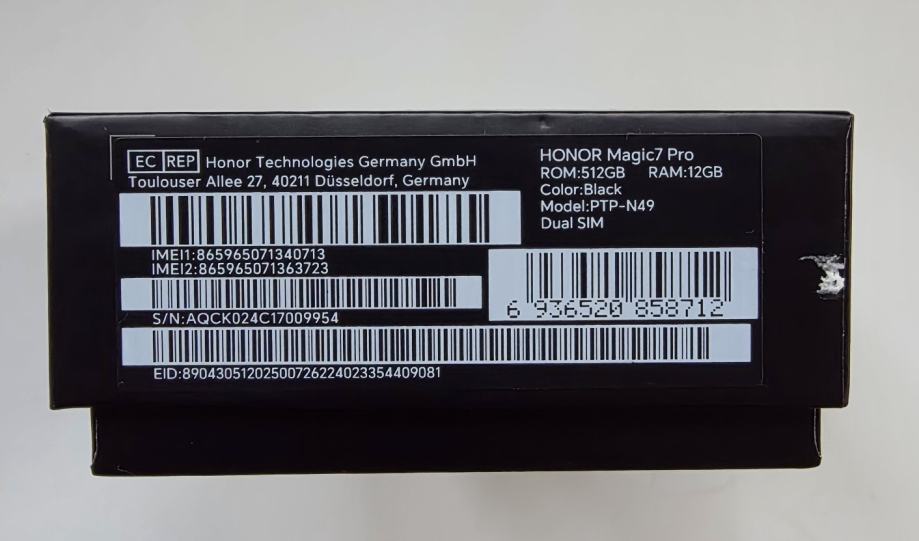 EC REP Honor Technologies Germany GmbH
Toulouser Allee 27, 40211 Düsseldorf, Germany
IMEI1:865965071340713
IMEI2:865965071363723
S/N:AQCK024C17009954
EID:89043051202500726224023354409081
HONOR Magic7 Pro
ROM:512GB RAM:12GB
Color:Black
Model:PTP-N49
Dual SIM
6 936520 858712